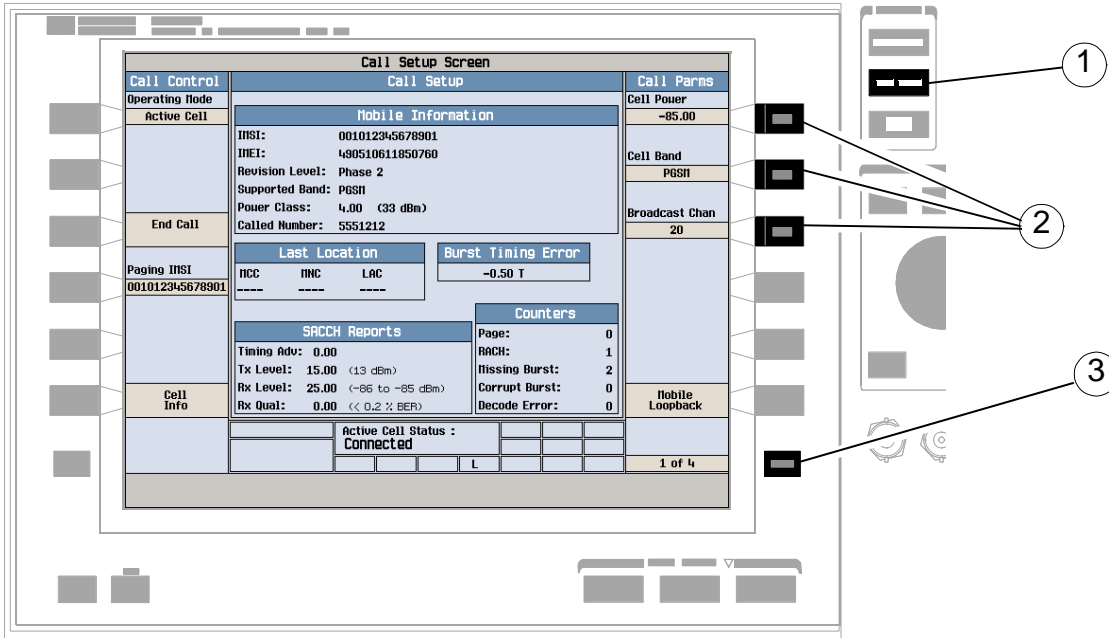 Call Setup Screen
Call Control
Operating Mode
Active Cell
End Call
Paging IMSI
001012345678901
Cell
Info
Call Setup
Mobile Information
IMSI: 001012345678901
IMEI: 490510611850760
Revision Level: Phase 2
Supported Band: PGSM
Power Class: 4.00 (33 dBm)
Called Number: 5551212
Last Location
MCC MNC LAC
---- ---- ----
Burst Timing Error
-0.50 T
SACCH Reports
Timing Adv: 0.00
Tx Level: 15.00 (13 dBm)
Rx Level: 25.00 (-86 to -85 dBm)
Rx Qual: 0.00 (< 0.2 % BER)
Counters
Page: 0
RACH: 1
Missing Burst: 2
Corrupt Burst: 0
Decode Error: 0
Active Cell Status :
Connected
L
Call Parms
Cell Power
-85.00
Cell Band
PGSM
Broadcast Chan
20
Mobile
Loopback
1 of 4
1
2
3